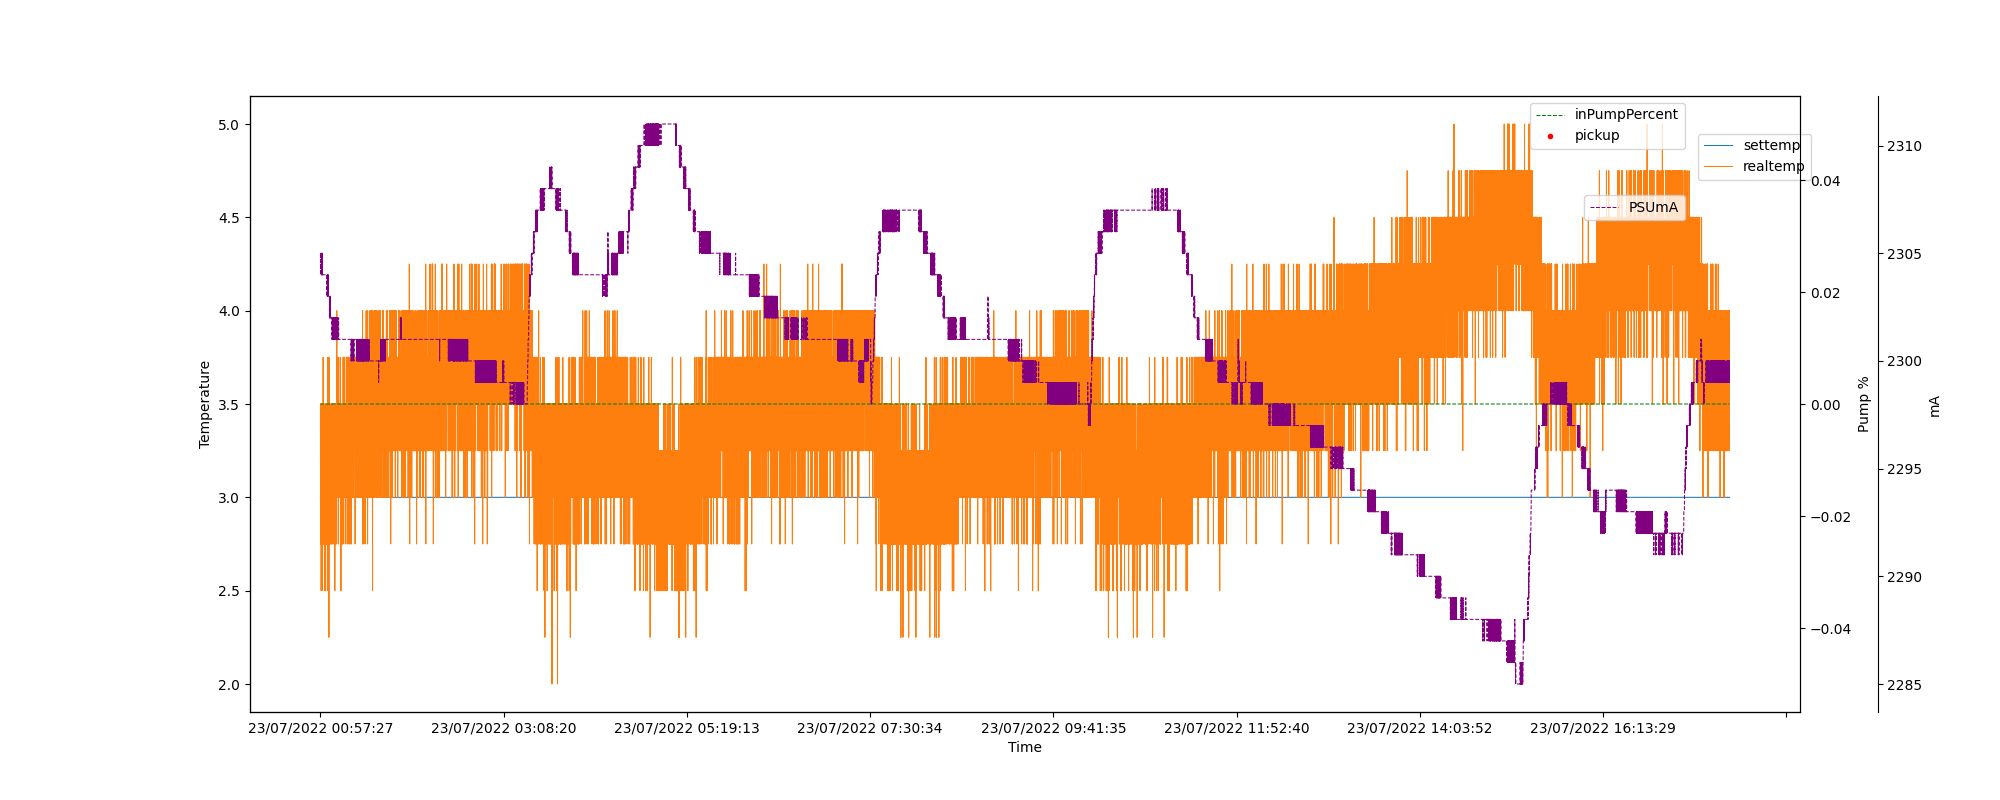 inPumpPercent
pickup
settemp
realtemp
PSUmA
5.0
4.5
4.0
3.5
3.0
2.5
2.0
Temperature
0.04
0.02
0.00
−0.02
−0.04
Pump %
2310
2305
2300
2295
2290
2285
mA
23/07/2022 00:57:27
23/07/2022 03:08:20
23/07/2022 05:19:13
23/07/2022 07:30:34
23/07/2022 09:41:35
23/07/2022 11:52:40
23/07/2022 14:03:52
23/07/2022 16:13:29
Time